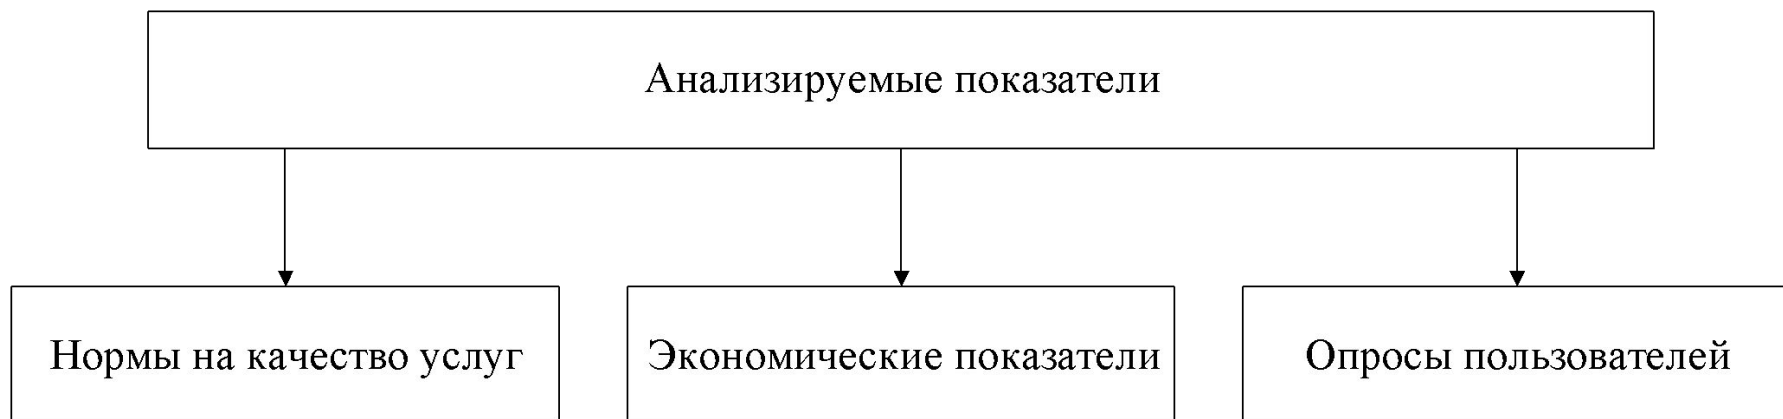 Анализируемые показатели
Нормы на качество услуг
Экономические показатели
Опросы пользователей